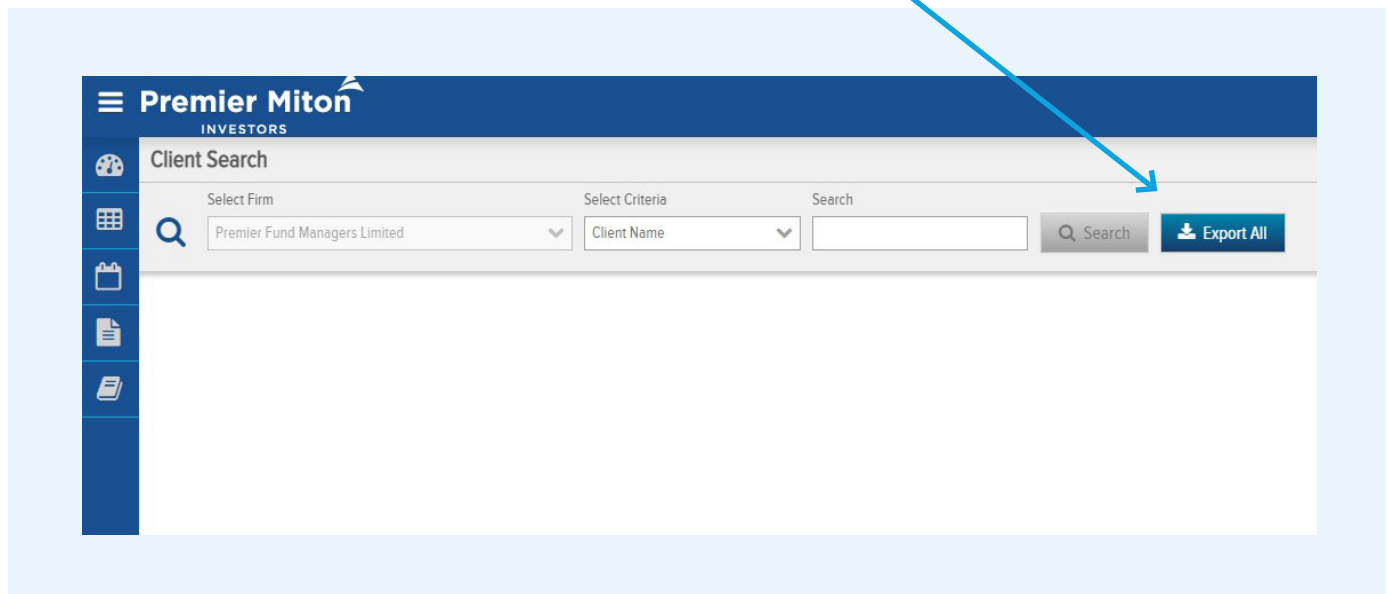 Premier Miton
INVESTORS
Client Search
Select Firm
Select Criteria
Search
Premier Fund Managers Limited
Client Name
Search
Export All